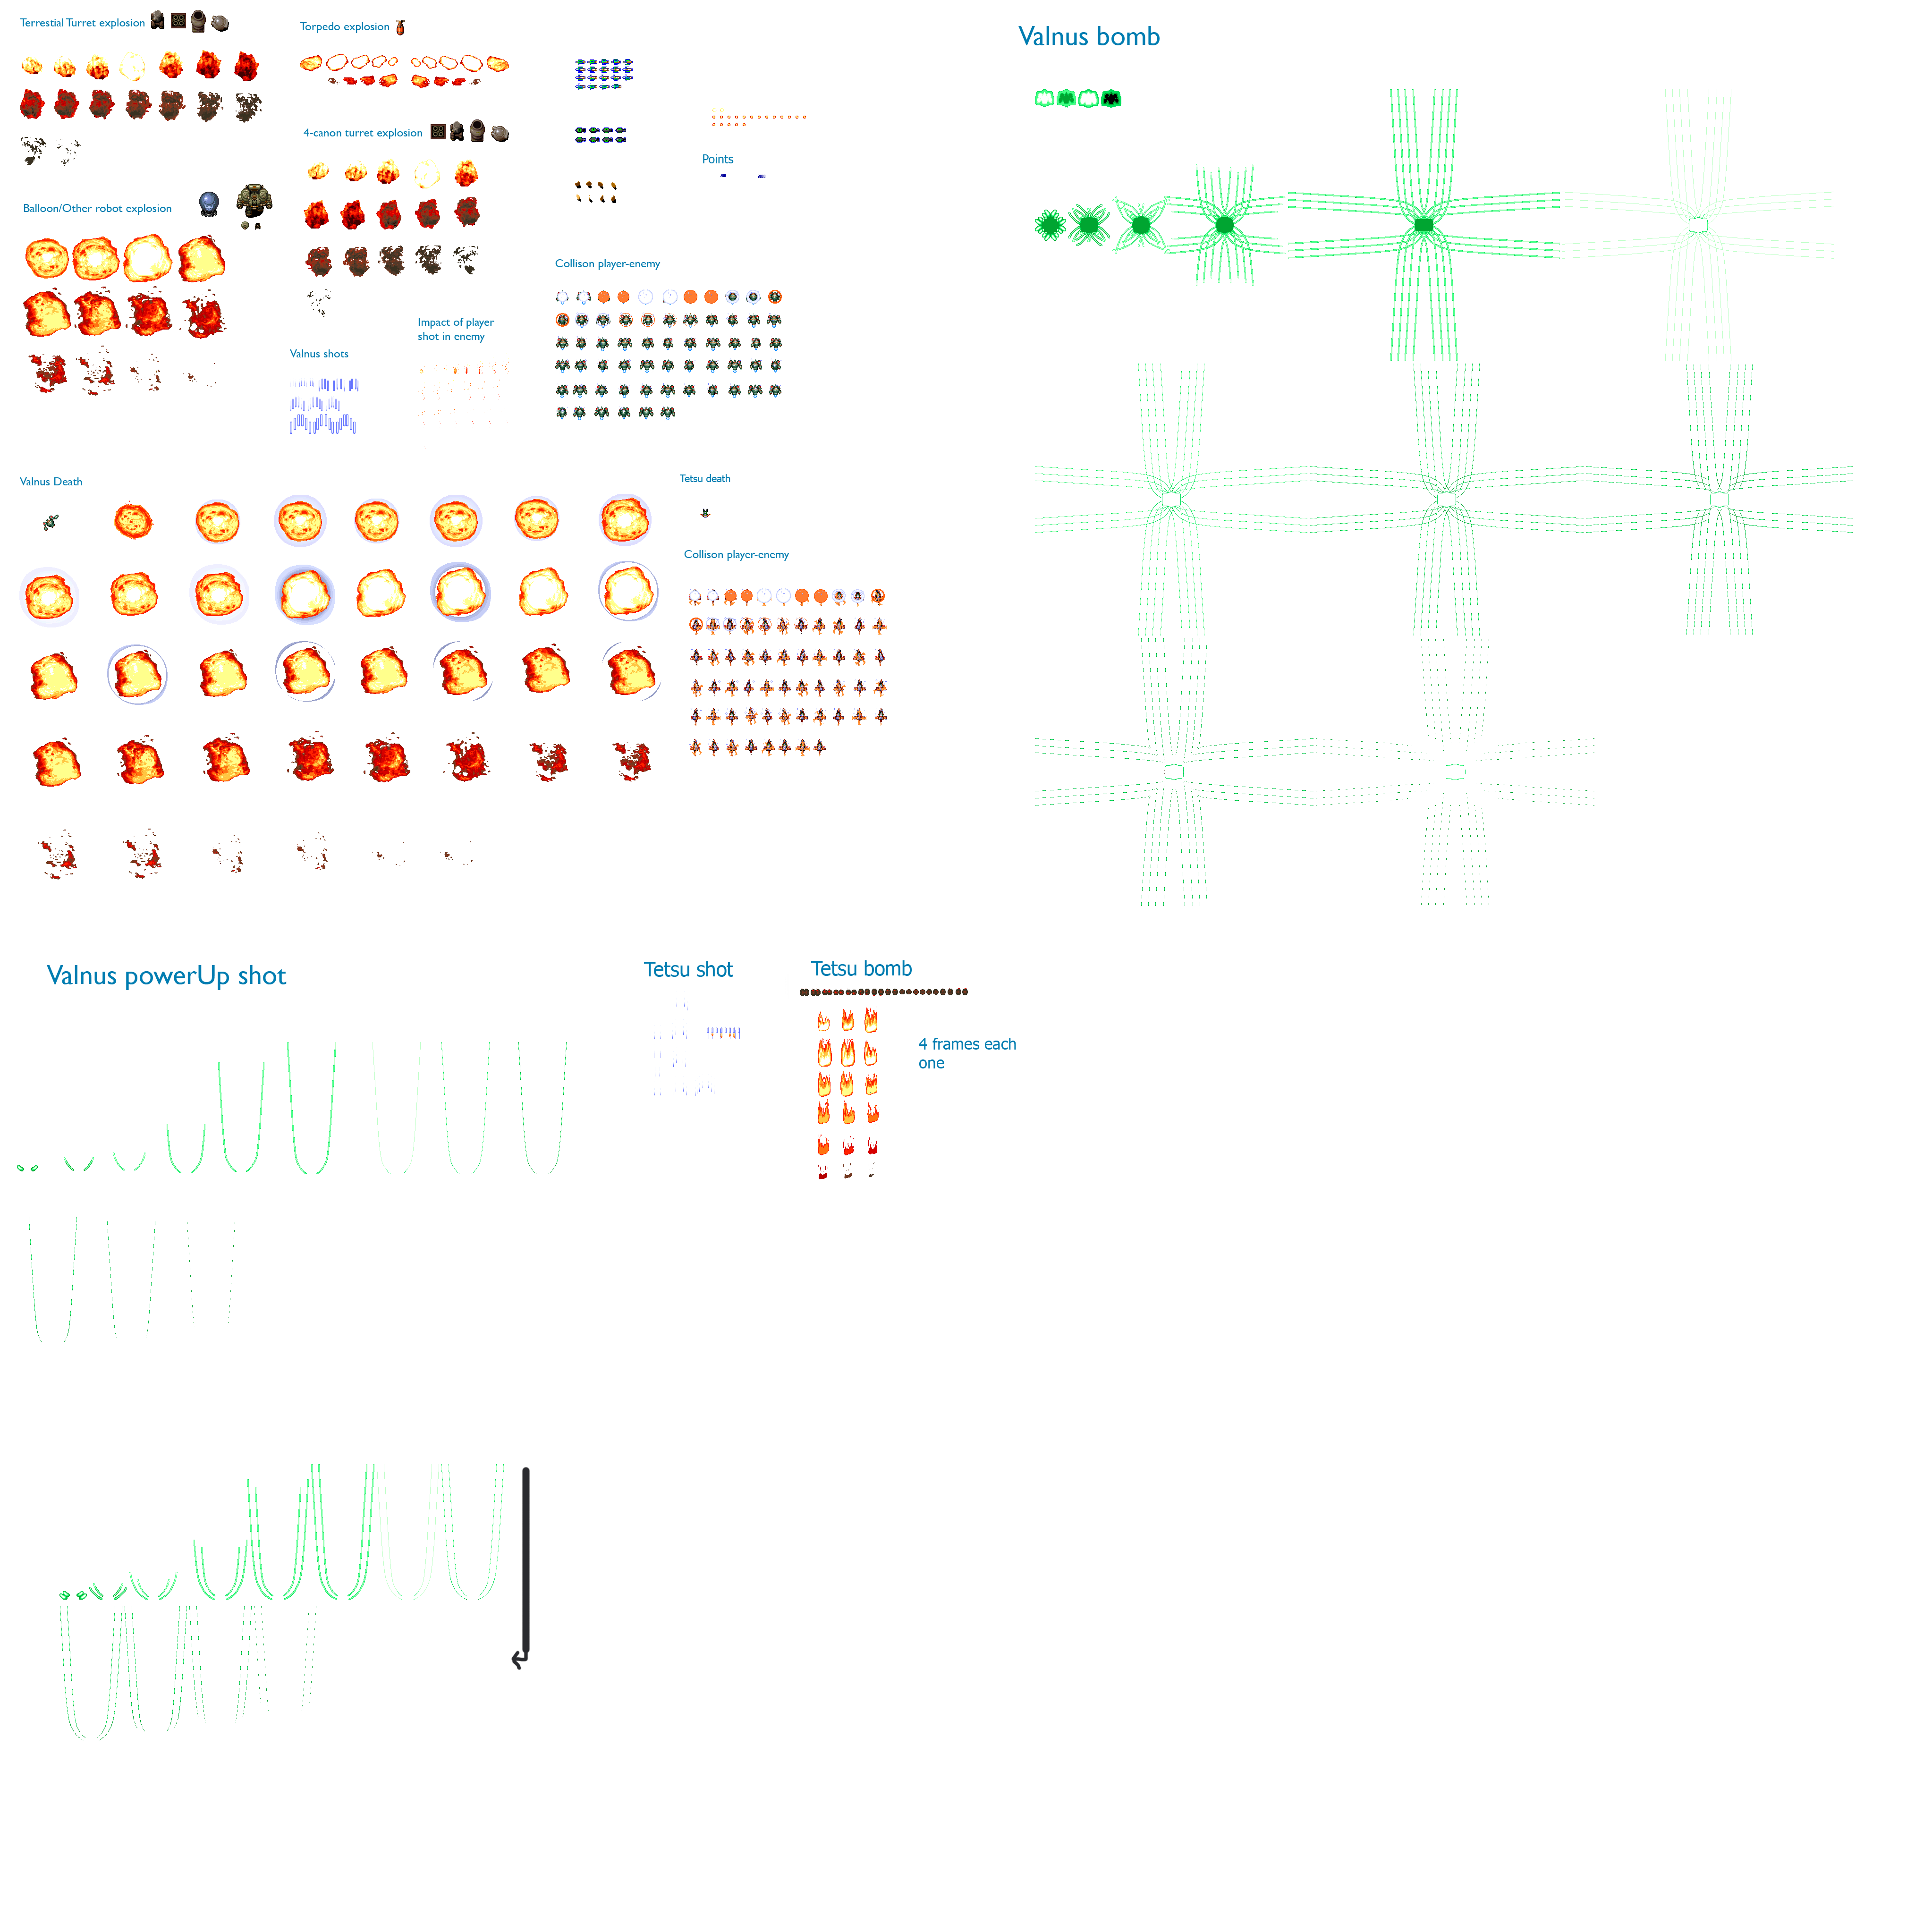 Terrestial Turret explosion
Torpedo explosion
Valnus bomb
4-canon turret explosion
Points
Balloon/Other robot explosion
Collison player-enemy
Impact of player
shot in enemy
Valnus shots
Valnus Death
Tetsu death
Collison player-enemy
Valnus powerUp shot
Tetsu shot
Tetsu bomb
4 frames each
one